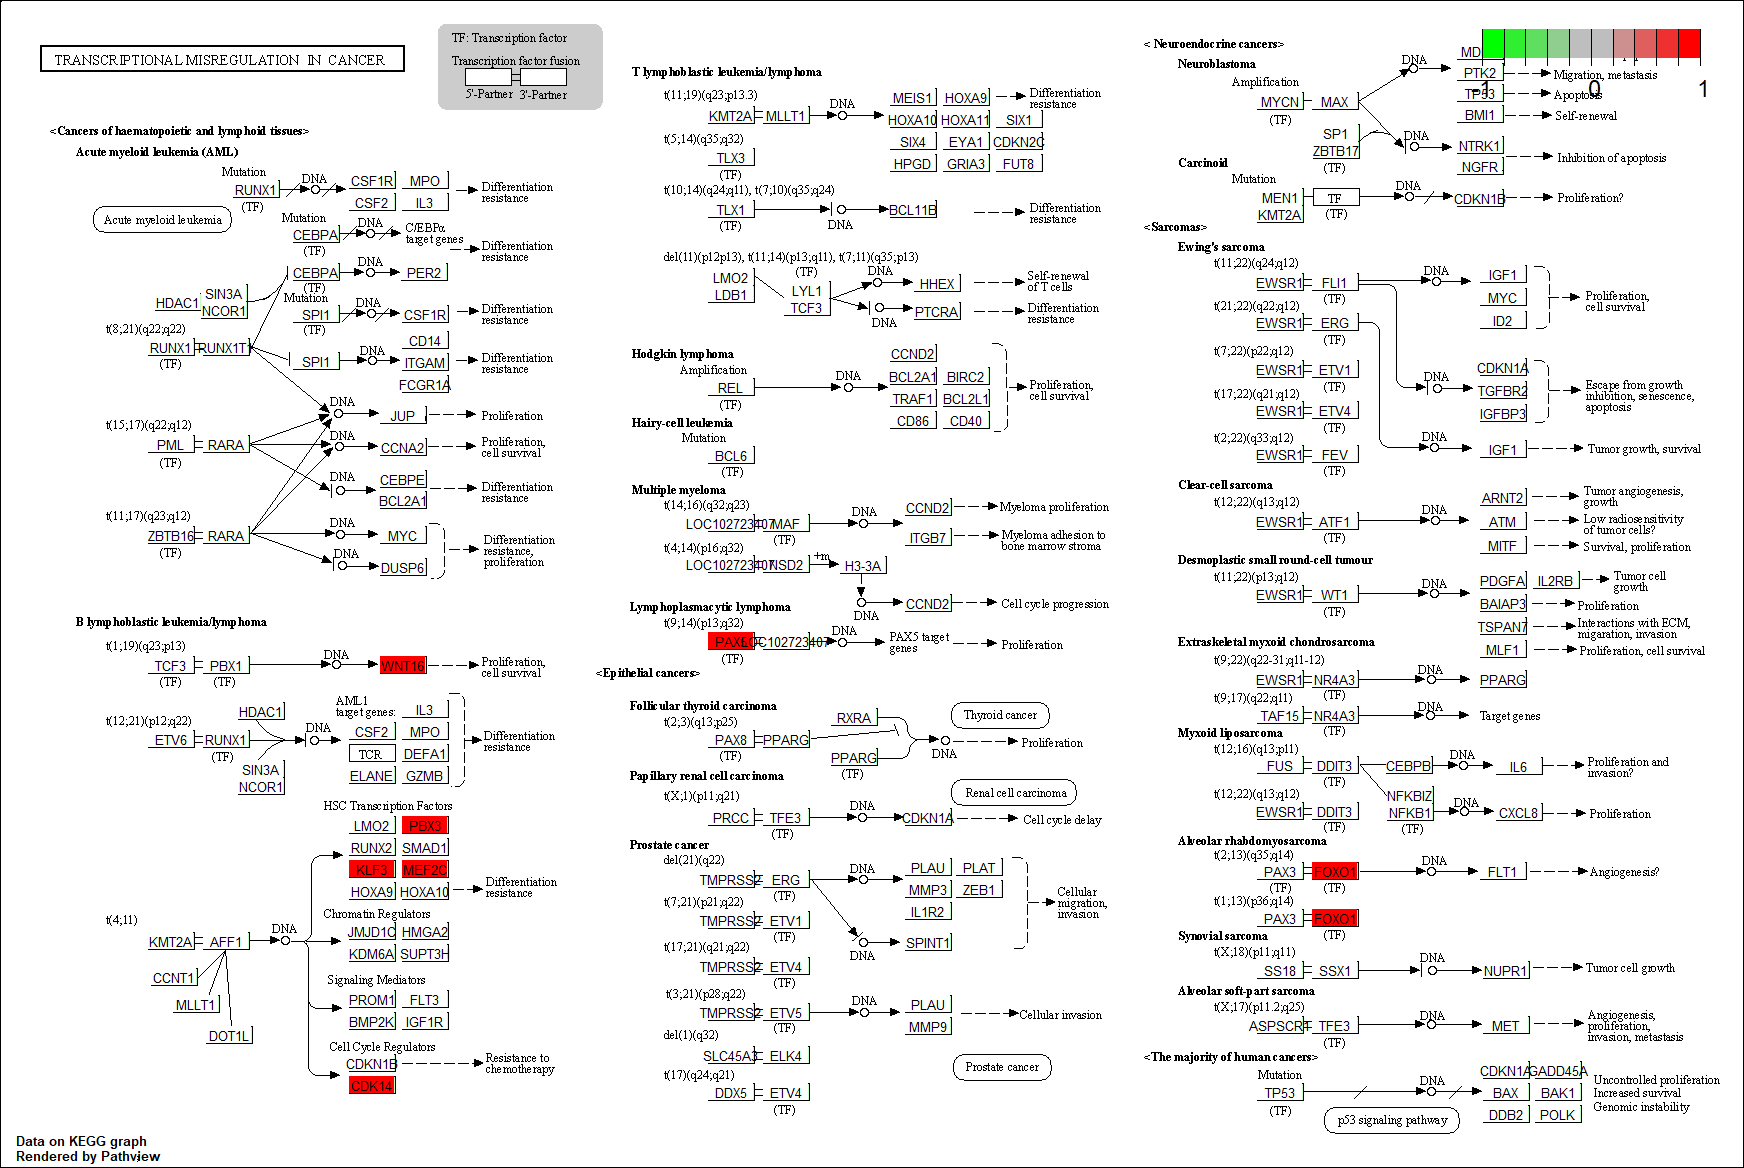 TRANSCRIPTIONAL MISREGULATION IN CANCER
TF: Transcription factor
Transcription factor fusion
5'-Partner 3'-Partner
<Cancers of haematopoietic and lymphoid tissues>
Acute myeloid leukemia (AML)
Mutation
RUNX1
(TF)
DNA
CSF1R MPO
CSF2 IL3
Differentiation
resistance
Acute myeloid leukemia
Mutation
CEBPA
(TF)
DNA
C/EBPα
target genes
Differentiation
resistance
CEBPA
(TF)
DNA
PER2
HDAC1
SIN3A
NCOR1
Mutation
SPI1
(TF)
DNA
CSF1R
Differentiation
resistance
t(8;21)(q22;q22)
RUNX1 RUNX1T1
(TF)
SPI1
DNA
CD14
ITGAM
FCGR1A
Differentiation
resistance
DNA
JUP
Proliferation
t(15;17)(q22;q12)
PML RARA
(TF)
DNA
CCNA2
Proliferation,
cell survival
DNA
CEBPE
BCL2A1
Differentiation
resistance
t(11;17)(q23;q12)
ZBTB16 RARA
(TF)
DNA
MYC
DNA
DUSP6
Differentiation
resistance,
proliferation
B lymphoblastic leukemia/lymphoma
t(1;19)(q23;p13)
TCF3 PBX1
(TF) (TF)
DNA
WNT16
Proliferation,
cell survival
t(12;21)(p12;q22)
ETV6 RUNX1
(TF)
HDAC1
SIN3A
NCOR1
DNA
AML1
target genes:
IL3
CSF2 MPO
TCR DEFA1
ELANE GZMB
Differentiation
resistance
HSC Transcription Factors
LMO2 PBX3
RUNX2 SMAD1
KLF3 MEF2C
HOXA9 HOXA10
Differentiation
resistance
t(4;11)
KMT2A AFF1
DNA
CCNT1
MLLT1
DOT1L
Chromatin Regulators
JMJD1C HMGA2
KDM6A SUPT3H
Signaling Mediators
PROM1 FLT3
BMP2K IGF1R
Cell Cycle Regulators
CDKN1B
CDK14
Resistance to
chemotherapy
T lymphoblastic leukemia/lymphoma
t(11;19)(q23;p13.3)
KMT2A MLLT1
DNA
MEIS1 HOXA9
HOXA10 HOXA11 SIX1
SIX4 EYA1 CDKN2C
HPGD GRIA3 FUT8
Differentiation
resistance
t(5;14)(q35;q32)
TLX3
(TF)
t(10;14)(q24;q11), t(7;10)(q35;q24)
TLX1
(TF)
DNA
BCL11B
Differentiation
resistance
del(11)(p12p13), t(11;14)(p13;q11), t(7;11)(q35;p13)
(TF)
LMO2
LDB1
LYL1
TCF3
DNA
HHEX
Self-renewal
of T cells
DNA
PTCRA
Differentiation
resistance
Hodgkin lymphoma
Amplification
REL
(TF)
DNA
CCND2
BCL2A1 BIRC2
TRAF1 BCL2L1
CD86 CD40
Proliferation,
cell survival
Hairy-cell leukemia
Mutation
BCL6
(TF)
Multiple myeloma
t(14;16)(q32;q23)
LOC102723407 MAF
(TF)
DNA
CCND2
Myeloma proliferation
ITGB7
Myeloma adhesion to
bone marrow stroma
t(4;14)(p16;q32)
LOC102723407 NSD2
+m
H3-3A
DNA
CCND2
Cell cycle progression
Lymphoplasmacytic lymphoma
t(9;14)(p13;q32)
PAX5 LOC102723407
(TF)
DNA
PAX5 target
genes
Proliferation
<Epithelial cancers>
Follicular thyroid carcinoma
t(2;3)(q13;p25)
PAX8 PPARG
(TF)
RXRA
PPARG
(TF)
DNA
Thyroid cancer
Proliferation
Papillary renal cell carcinoma
t(X;1)(p11;q21)
PRCC TFE3
(TF)
DNA
CDKN1A
Renal cell carcinoma
Cell cycle delay
Prostate cancer
del(21)(q22)
TMPRSS2 ERG
(TF)
DNA
PLAU PLAT
MMP3 ZEB1
IL1R2
DNA
SPINT1
Cellular
migration,
invasion
t(7;21)(p21;q22)
TMPRSS2 ETV1
(TF)
t(17;21)(q21;q22)
TMPRSS2 ETV4
(TF)
t(3;21)(p28;q22)
TMPRSS2 ETV5
(TF)
DNA
PLAU
MMP9
Cellular invasion
del(1)(q32)
SLC45A3 ELK4
t(17)(q24;q21)
DDX5 ETV4
(TF)
Prostate cancer
<Neuroendocrine cancers>
Neuroblastoma
Amplification
MYCN MAX
(TF)
SP1
ZBTB17
(TF)
DNA
PTK2
TP53
BMI1
Migration, metastasis
Apoptosis
Self-renewal
DNA
NTRK1
NGFR
Inhibition of apoptosis
-1 0 1
Carcinoid
Mutation
MEN1
KMT2A
TF
(TF)
DNA
CDKN1B
Proliferation?
<Sarcomas>
Ewing's sarcoma
t(11;22)(q24;q12)
EWSR1 FLI1
(TF)
DNA
IGF1
MYC
ID2
Proliferation,
cell survival
t(21;22)(q22;q12)
EWSR1 ERG
(TF)
t(7;22)(p22;q12)
EWSR1 ETV1
(TF)
DNA
CDKN1A
TGFBR2
IGFBP3
Escape from growth
inhibition, senescence,
apoptosis
t(17;22)(q21;q12)
EWSR1 ETV4
(TF)
t(2;22)(q33;q12)
EWSR1 FEV
(TF)
DNA
IGF1
Tumor growth, survival
Clear-cell sarcoma
t(12;22)(q13;q12)
EWSR1 ATF1
(TF)
DNA
ARNT2
ATM
MITF
Tumor angiogenesis,
growth
Low radiosensitivity
of tumor cells?
Survival, proliferation
Desmoplastic small round-cell tumour
t(11;22)(p13;q12)
EWSR1 WT1
(TF)
DNA
PDGFA IL2RB
BAIAP3
TSPAN7
MLF1
Tumor cell
growth
Proliferation
Interactions with ECM,
migaration, invasion
Proliferation, cell survival
Extraskeletal myxoid chondrosarcoma
t(9;22)(q22-31;q11-12)
EWSR1 NR4A3
(TF)
DNA
PPARG
t(9;17)(q22;q11)
TAF15 NR4A3
(TF)
DNA
Target genes
Myxoid liposarcoma
t(12;16)(q13;p11)
FUS DDIT3
(TF)
CEBPB
DNA
IL6
Proliferation and
invasion?
t(12;22)(q13;q12)
EWSR1 DDIT3
(TF)
NFKBIZ
NFKB1
(TF)
DNA
CXCL8
Proliferation
Alveolar rhabdomyosarcoma
t(2;13)(q35;q14)
PAX3 FOXO1
(TF)
DNA
FLT1
Angiogenesis?
t(1;13)(p36;q14)
PAX3 FOXO1
(TF)
Synovial sarcoma
t(X;18)(p11;q11)
SS18 SSX1
DNA
NUPR1
Tumor cell growth
Alveolar soft-part sarcoma
t(X;17)(p11.2;q25)
TFE3
(TF)
DNA
MET
Angiogenesis,
proliferation,
invasion, metastasis
<The majority of human cancers>
Mutation
TP53
(TF)
DNA
CDKN1A GADD45A
BAX BAK1
DDB2 POLK
Uncontrolled proliferation
Increased survival
Genomic instability
p53 signaling pathway
Data on KEGG graph
Rendered by Pathview